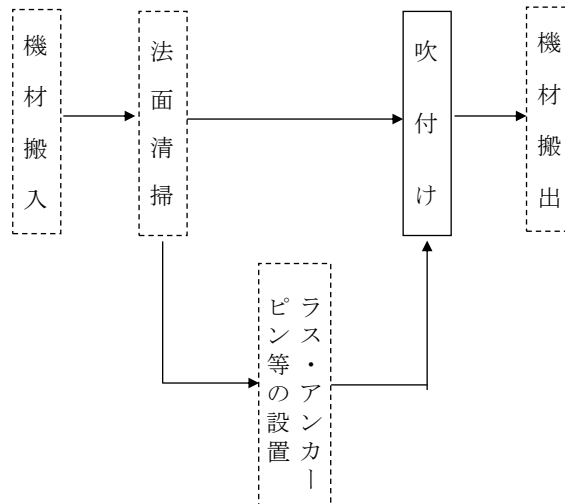 機材搬入
法面清掃
吹付け
機材搬出
ラス・アンカー
ピン等の設置